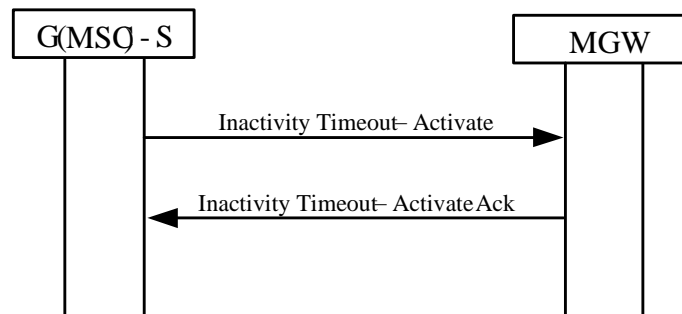 G(MSC) - S
MGW
Inactivity Timeout– Activate
Inactivity Timeout– Activate Ack